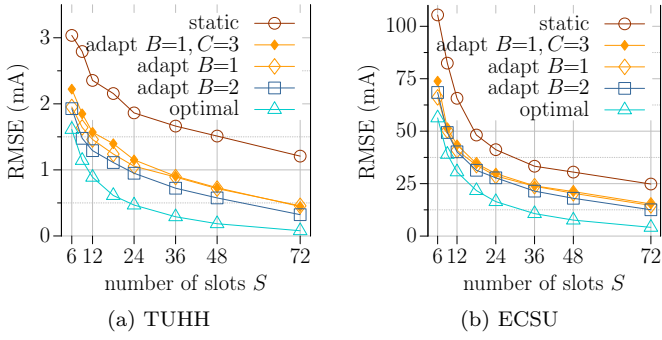 static
adapt B=1, C=3
adapt B=1
adapt B=2
optimal
RMSE (mA)
3
2
1
0
6 12 24 36 48 72
number of slots S
(a) TUHH
static
adapt B=1, C=3
adapt B=1
adapt B=2
optimal
RMSE (mA)
100
75
50
25
0
6 12 24 36 48 72
number of slots S
(b) ECSU